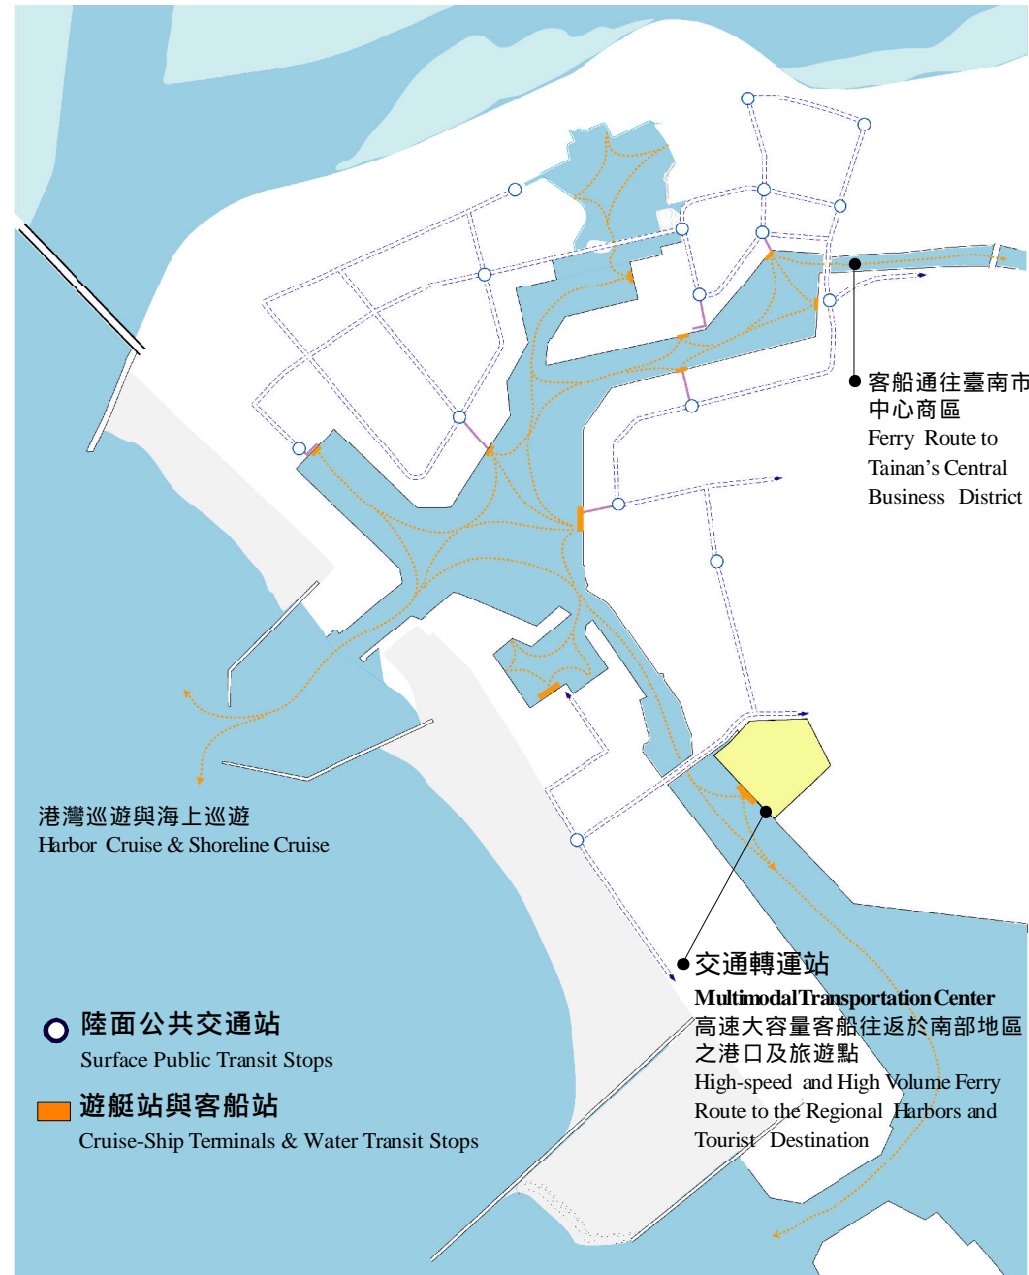 客船通往臺南市
中心商區
Ferry Route to
Tainan's Central
Business District
港灣巡遊與海上巡遊
Harbor Cruise & Shoreline Cruise
交通轉運站
Multimodal Transportation Center
高速大容量客船往返於南部地區
之港口及旅遊點
High-speed and High Volume Ferry
Route to the Regional Harbors and
Tourist Destination
陸面公共交通站
Surface Public Transit Stops
遊艇站與客船站
Cruise-Ship Terminals & Water Transit Stops